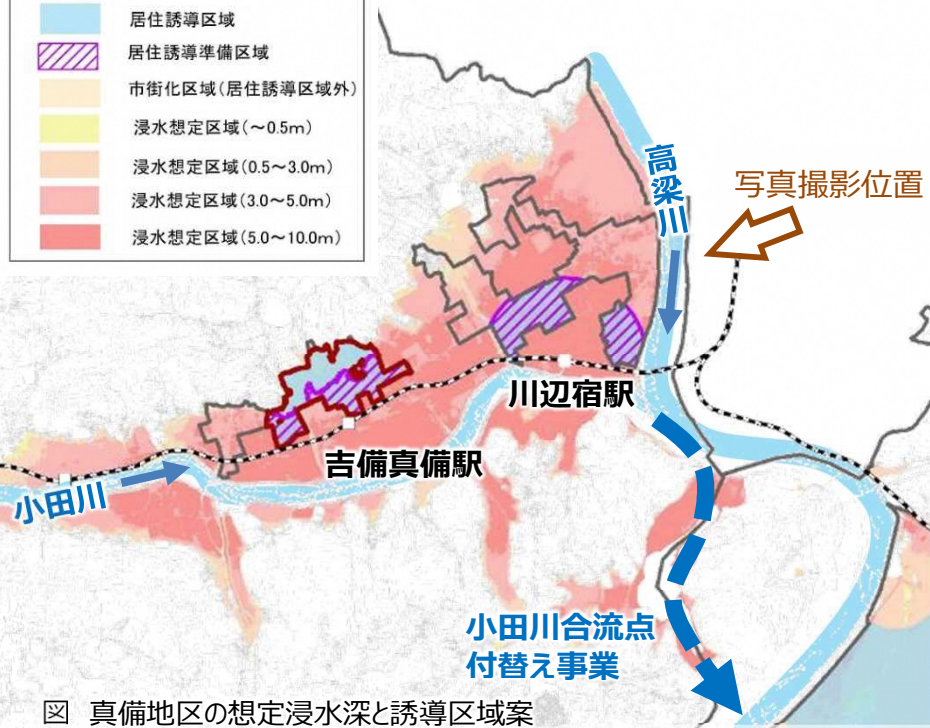 居住誘導区域
居住誘導準備区域
市街化区域(居住誘導区域外)
浸水想定区域(~0.5m)
浸水想定区域(0.5~3.0m)
浸水想定区域(3.0~5.0m)
浸水想定区域(5.0~10.0m)
高梁川
写真撮影位置
川辺宿駅
吉備真備駅
小田川
小田川合流点
付替え事業
図 真備地区の想定浸水深と誘導区域案